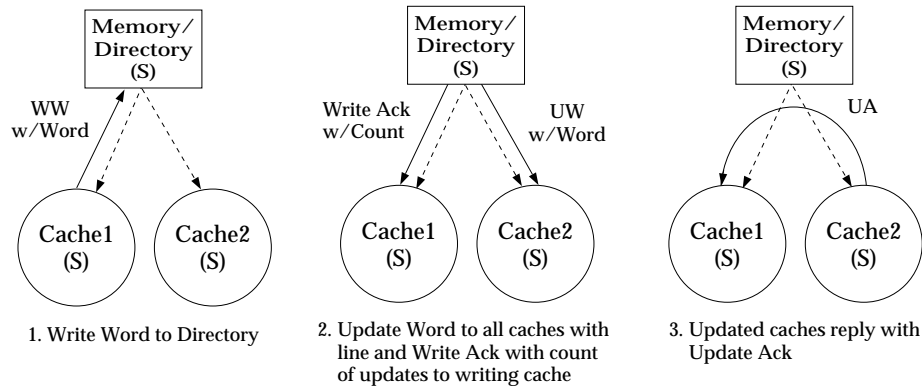 Memory/
Directory
(S)
WW
w/Word
Cache1
(S)
Cache2
(S)
1. Write Word to Directory
Memory/
Directory
(S)
Write Ack
w/Count
UW
w/Word
Cache1
(S)
Cache2
(S)
2. Update Word to all caches with
line and Write Ack with count
of updates to writing cache
Memory/
Directory
(S)
UA
Cache1
(S)
Cache2
(S)
3. Updated caches reply with
Update Ack